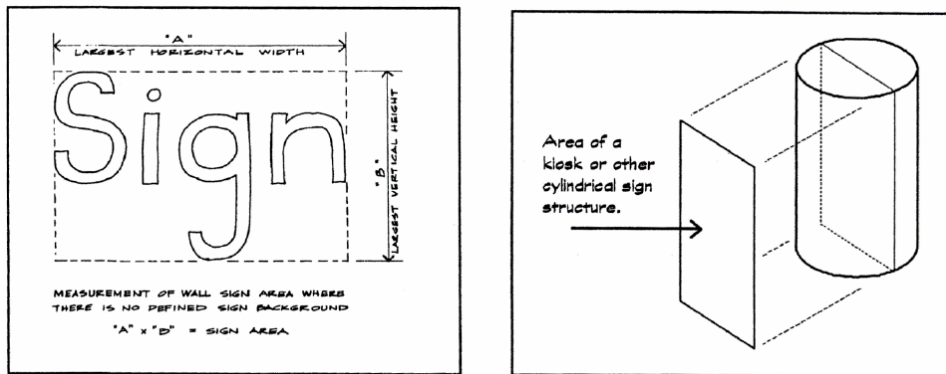 "A"
LARGEST HORIZONTAL WIDTH
Sign
"B"
LARGEST VERTICAL HEIGHT
MEASUREMENT OF WALL SIGN AREA WHERE
THERE IS NO DEFINED SIGN BACKGROUND
"A" x "B" = SIGN AREA
Area of a
kiosk or other
cylindrical sign
structure.